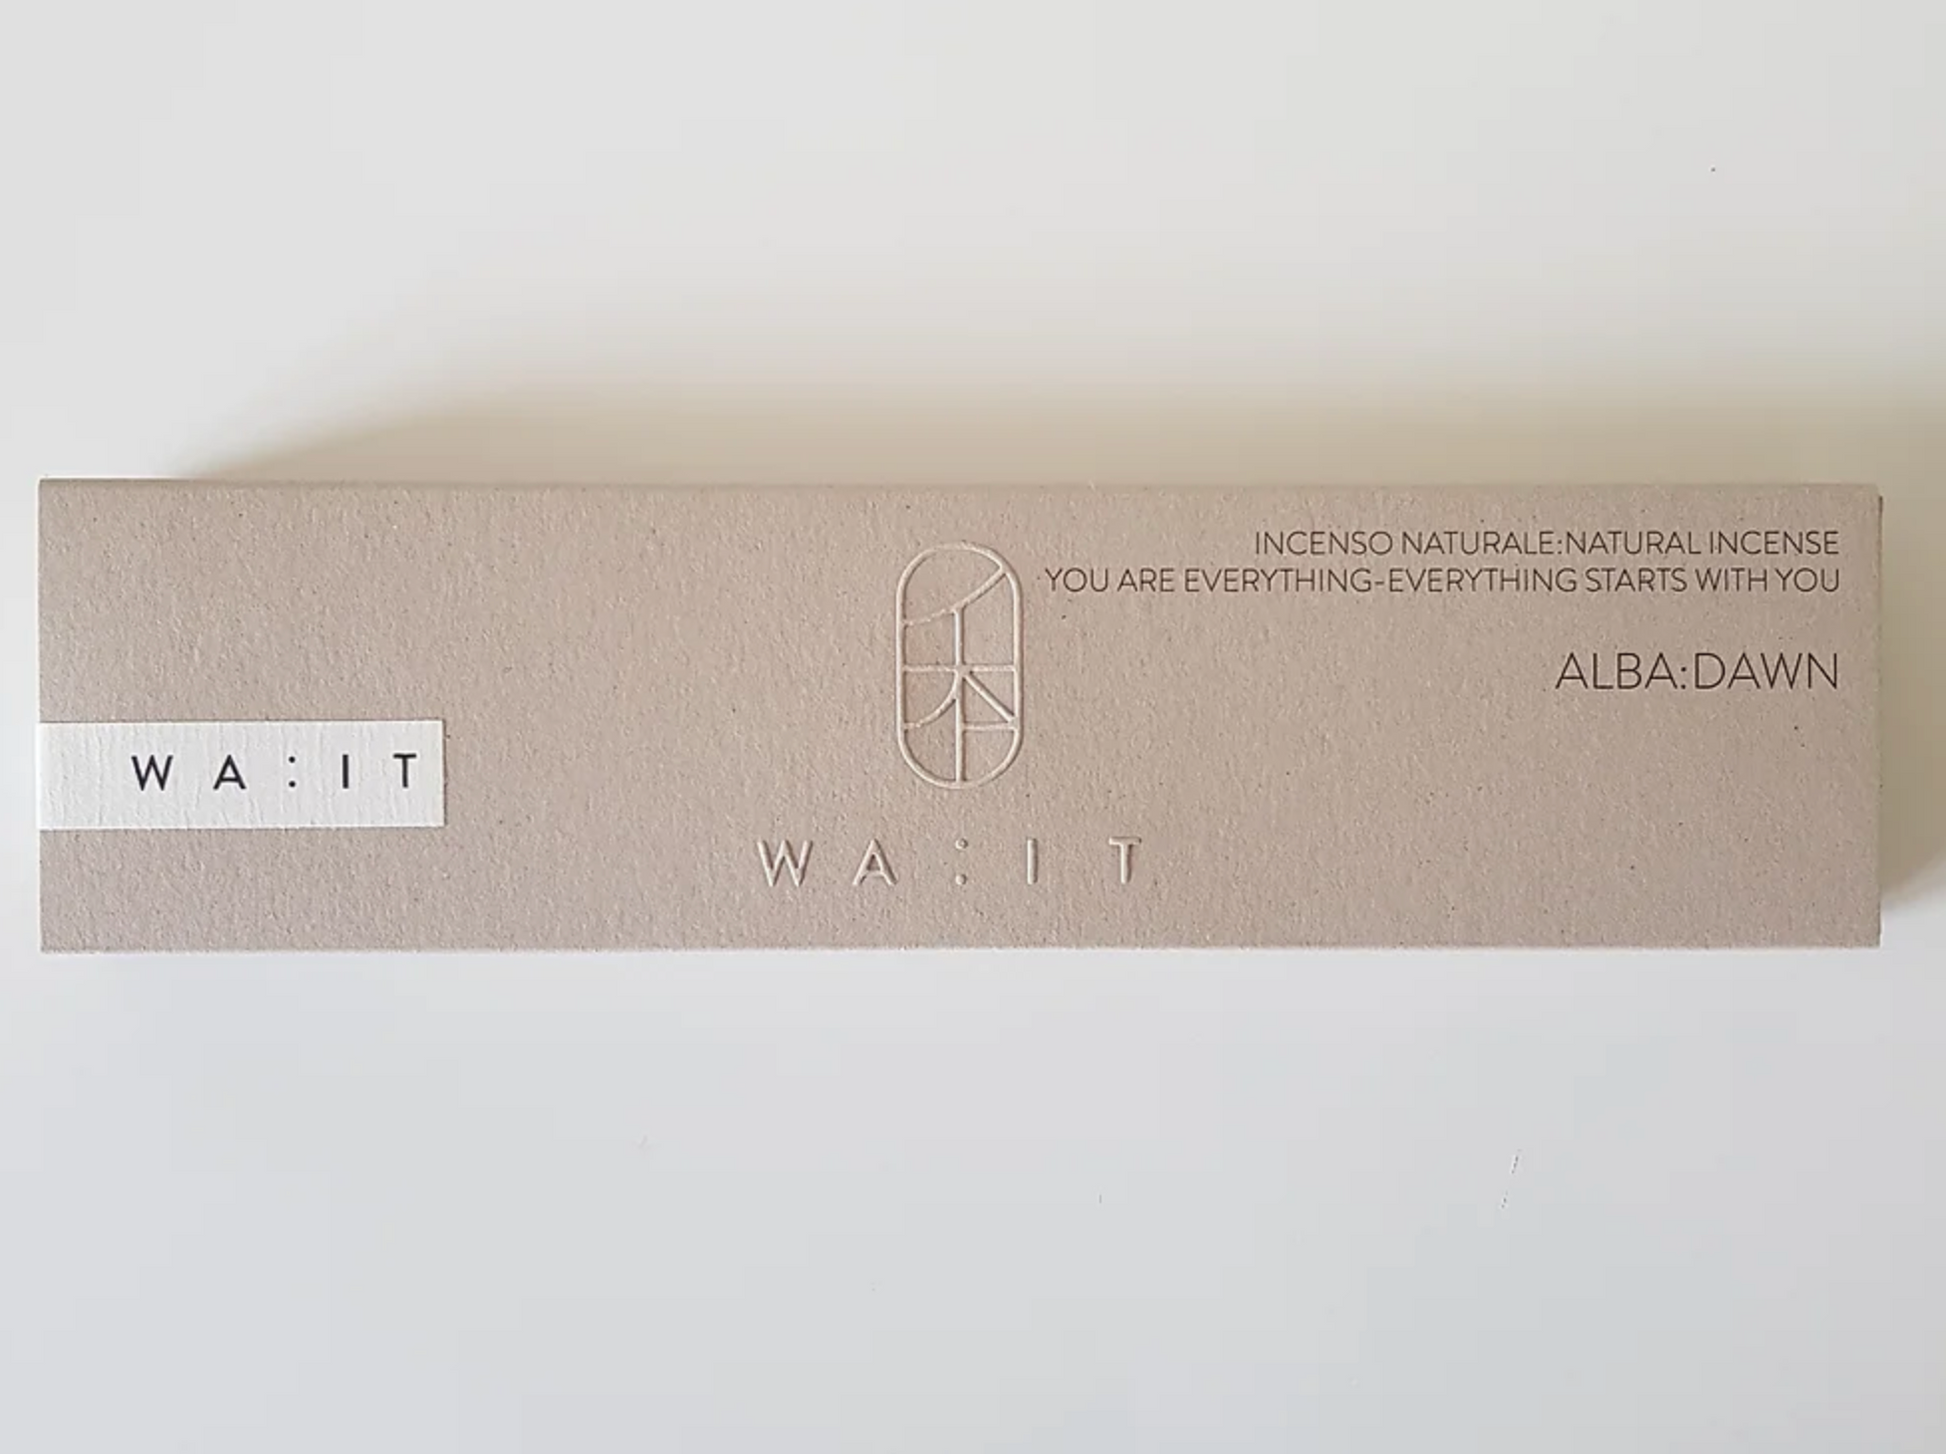 INCENSO NATURALE:NATURAL INCENSE
YOU ARE EVERYTHING-EVERYTHING STARTS WITH YOU
ALBA:DAWN
WA:IT
WA:IT